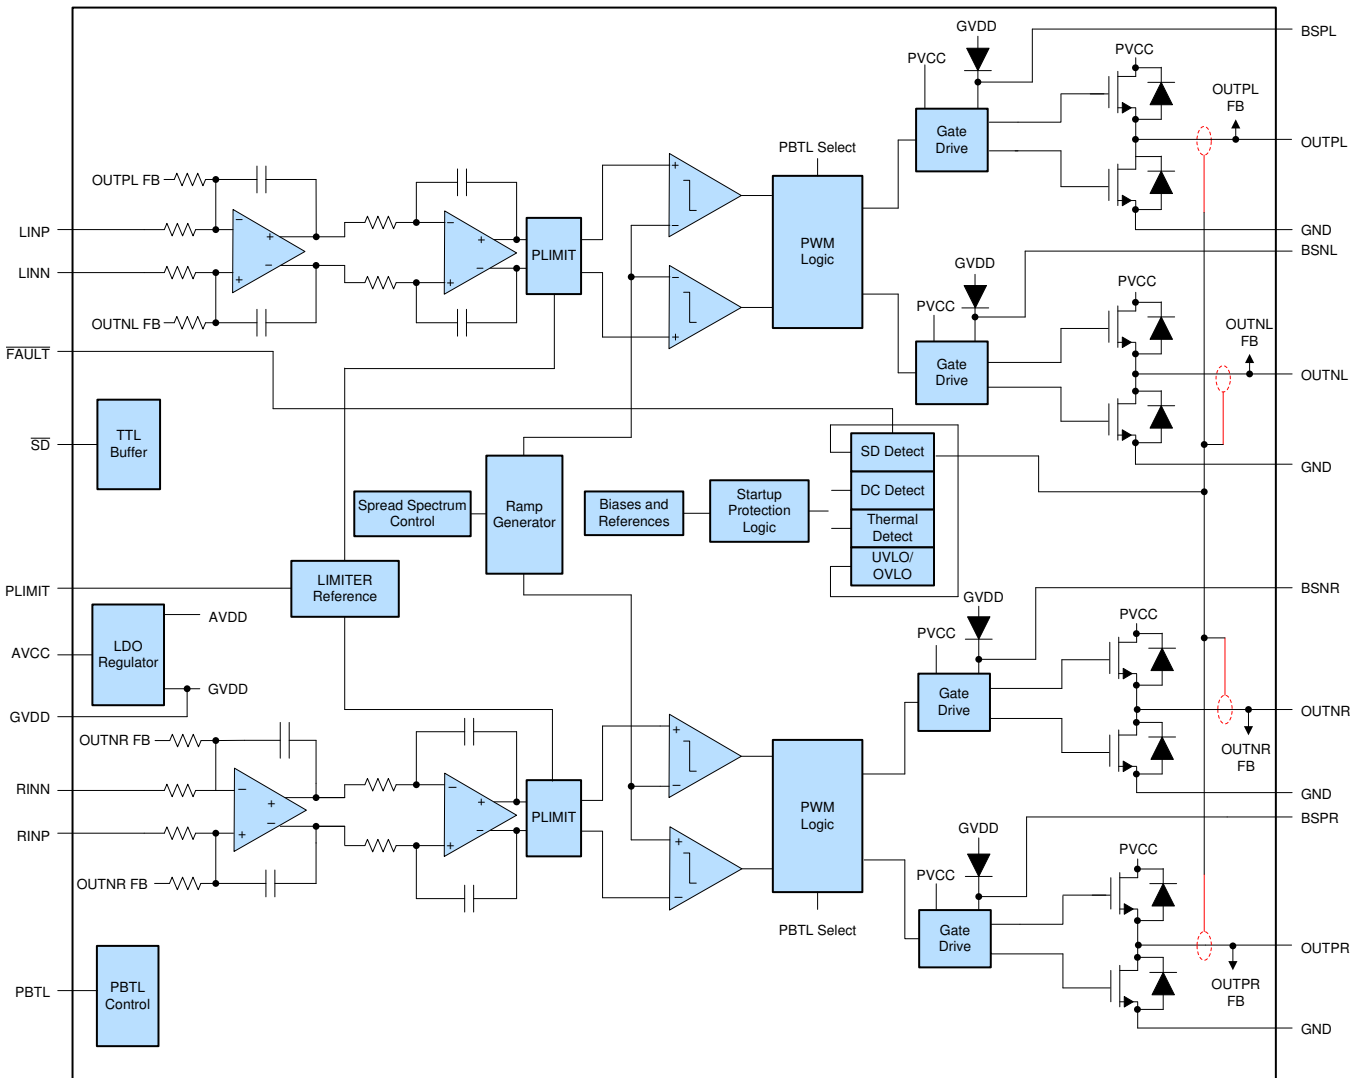 GVDD
BSPL
PVCC
PVCC
OUTPL
FB
Gate
Drive
OUTPL
PBTL Select
OUTPL FB
+
−
LINP
−
+
−
+
−
+
PLIMIT
−
PWM
Logic
GND
LINN
+
−
+
−
+
BSNL
GVDD
PVCC
PVCC
OUTNL FB
OUTNL
FB
FAULT
Gate
Drive
OUTNL
SD
TTL
Buffer
SD Detect
GND
DC Detect
Spread Spectrum
Control
Ramp
Generator
Biases and
References
Startup
Protection
Logic
Thermal
Detect
UVLO/
OVLO
PLIMIT
LIMITER
Reference
BSNR
GVDD
AVDD
PVCC
PVCC
AVCC
LDO
Regulator
GVDD
Gate
Drive
GVDD
OUTNR
OUTNR FB
OUTNR
FB
RINN
−
+
−
+
−
+
PLIMIT
+
−
PWM
Logic
GND
RINP
+
−
+
−
+
−
BSPR
GVDD
PVCC
PVCC
OUTNR FB
PBTL Select
Gate
Drive
OUTPR
OUTPR
FB
PBTL
PBTL
Control
GND